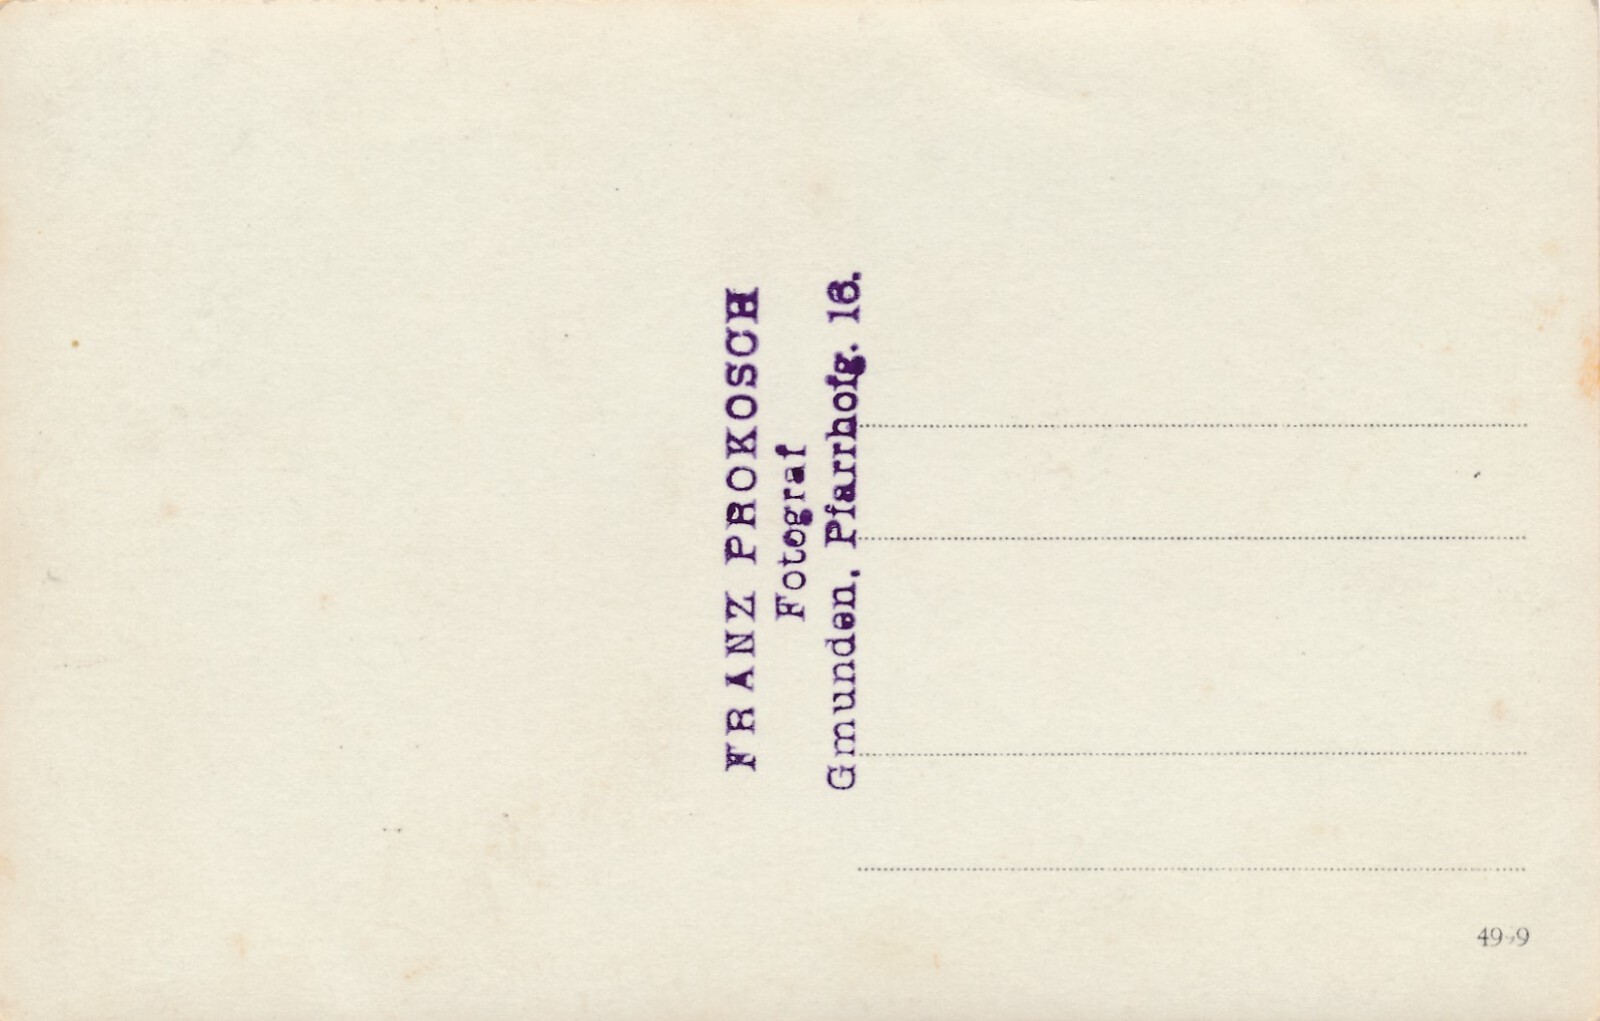 FRANZ PROKOSCH
Fotograf
Gmunden, Pfarrhofg. 16.
49-9